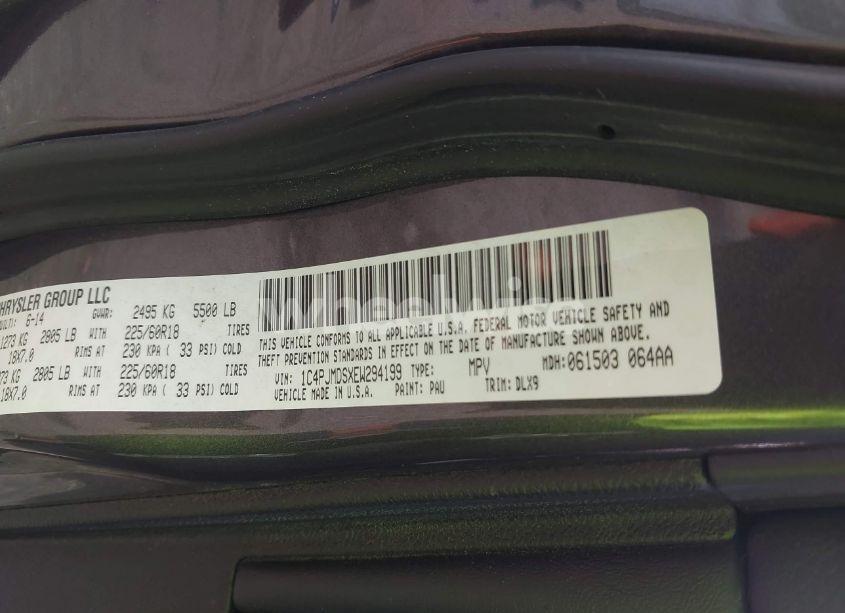 HRYSLER GROUP LLC
6-14 GVWR: 2495 KG 5500 LB
1273 KG 2805 LB WITH 225/60R18 TIRES
18X7.0 RIMS AT 230 KPA ( 33 PSI) COLD
73 KG 2805 LB WITH 225/60R18 TIRES
18X7.0 RIMS AT 230 KPA ( 33 PSI) COLD
THIS VEHICLE CONFORMS TO ALL APPLICABLE U.S.A. FEDERAL MOTOR VEHICLE SAFETY AND
THEFT PREVENTION STANDARDS IN EFFECT ON THE DATE OF MANUFACTURE SHOWN ABOVE.
VIN: 1C4PJMDSXEW294199 TYPE: MPV MDH:061503 064AA
VEHICLE MADE IN U.S.A. PAINT: PAU TRIM: DLX9